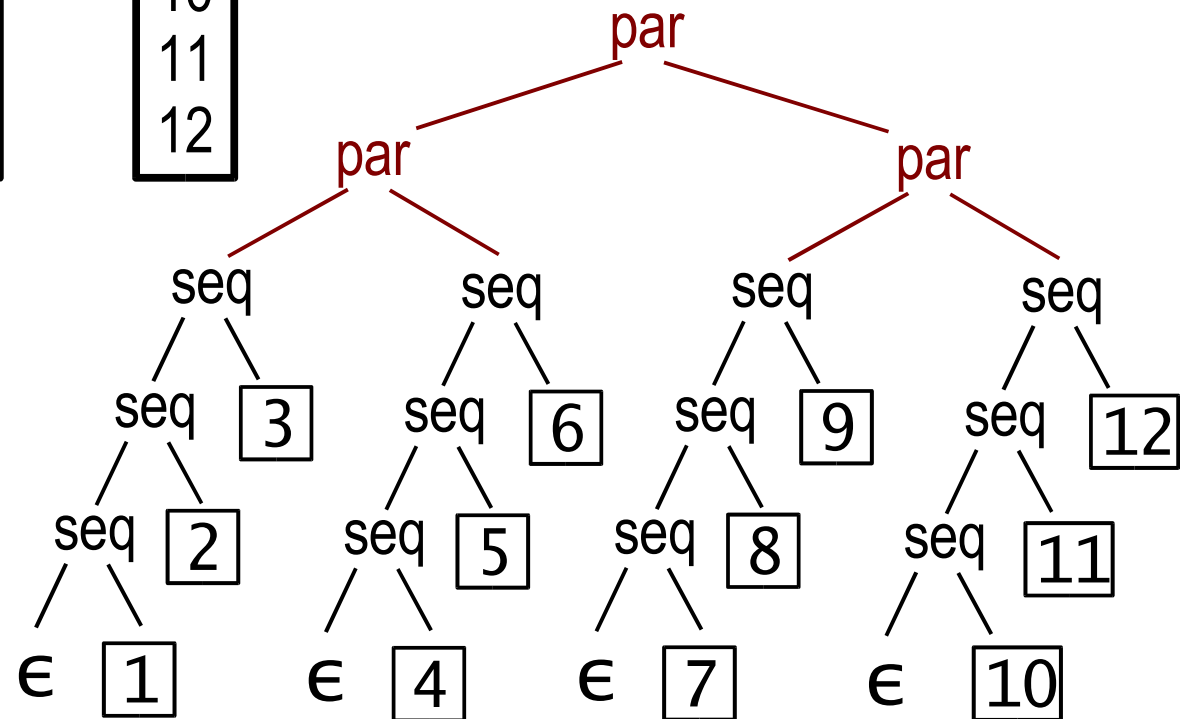 par
11
12
par par
seq seq seq seq
seq 3 seq 6 seq 9 seq 12
seq 2 seq 5 seq 8 seq 11
ϵ 1 ϵ 4 ϵ 7 ϵ 10